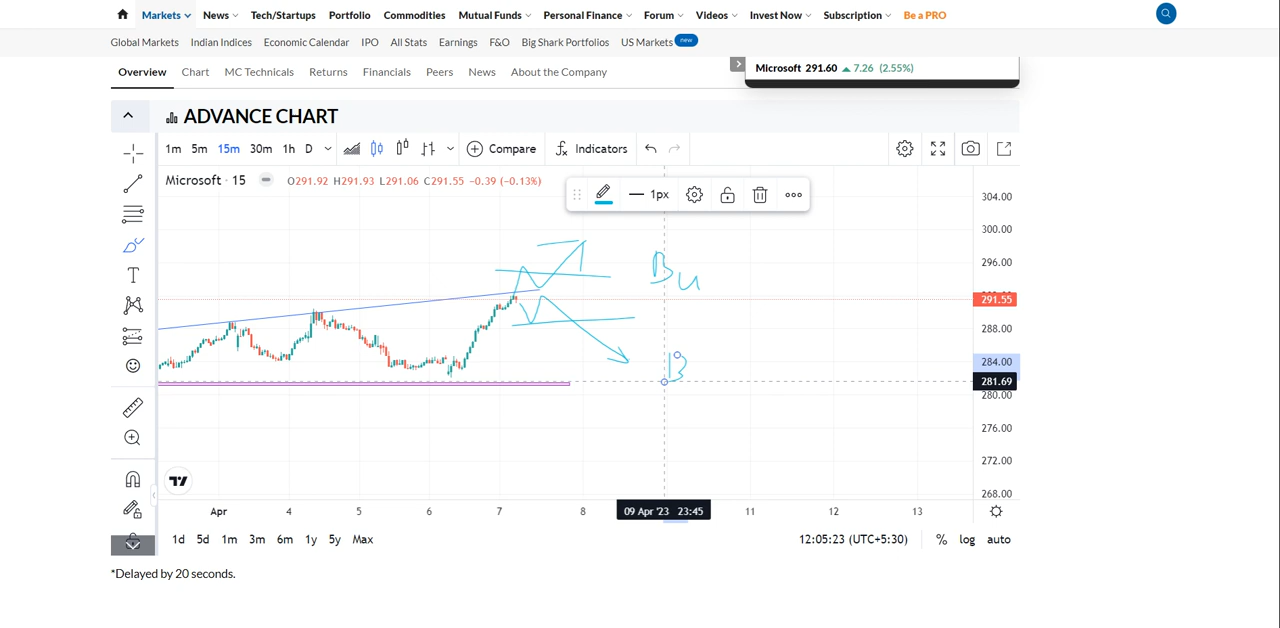 Markets News Tech/Startups Portfolio Commodities Mutual Funds Personal Finance Forum Videos Invest Now Subscription Be a PRO
Global Markets Indian Indices Economic Calendar IPO All Stats Earnings F&O Big Shark Portfolios US Markets new
Overview Chart MC Technicals Returns Financials Peers News About the Company
Microsoft 291.60 ▲ 7.26 (2.55%)
ADVANCE CHART
1m 5m 15m 30m 1h D Compare Indicators
Microsoft · 15 O291.92 H291.93 L291.06 C291.55 -0.39 (-0.13%)
1px
304.00
300.00
296.00
Bu
291.55
288.00
284.00
B
281.69
280.00
276.00
272.00
268.00
Apr 4 5 6 7 8 09 Apr '23 23:45 11 12 13
1d 5d 1m 3m 6m 1y 5y Max 12:05:23 (UTC+5:30) % log auto
*Delayed by 20 seconds.